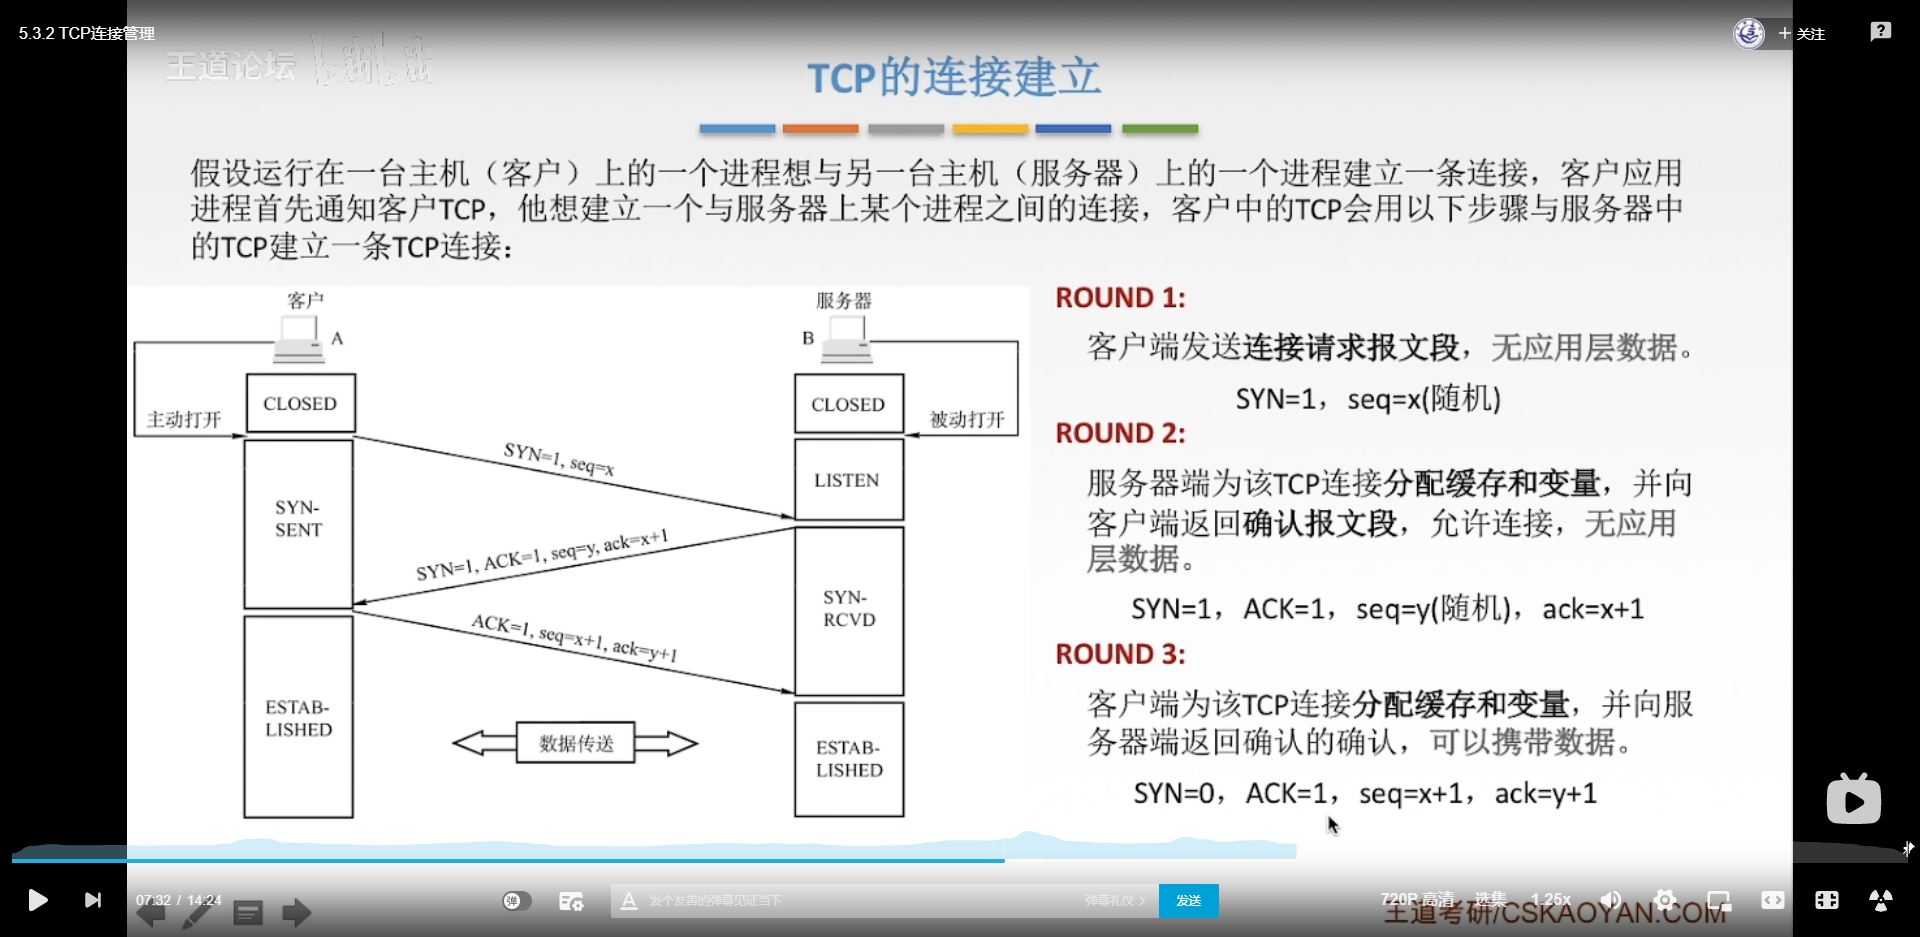 5.3.2 TCP连接管理
关注
王道论坛 bilibili
TCP的连接建立
假设运行在一台主机（客户）上的一个进程想与另一台主机（服务器）上的一个进程建立一条连接，客户应用
进程首先通知客户TCP，他想建立一个与服务器上某个进程之间的连接，客户中的TCP会用以下步骤与服务器中
的TCP建立一条TCP连接：
客户
服务器
A
B
CLOSED
CLOSED
主动打开
被动打开
SYN=1, seq=x
LISTEN
SYN-
SENT
SYN=1, ACK=1, seq=y, ack=x+1
SYN-
RCVD
ACK=1, seq=x+1, ack=y+1
ESTAB-
LISHED
数据传送
ESTAB-
LISHED
ROUND 1:
客户端发送连接请求报文段，无应用层数据。
SYN=1，seq=x(随机)
ROUND 2:
服务器端为该TCP连接分配缓存和变量，并向
客户端返回确认报文段，允许连接，无应用
层数据。
SYN=1，ACK=1，seq=y(随机)，ack=x+1
ROUND 3:
客户端为该TCP连接分配缓存和变量，并向服
务器端返回确认的确认，可以携带数据。
SYN=0，ACK=1，seq=x+1，ack=y+1
07:32 / 14:24
弹
发个友善的弹幕见证当下
弹幕礼仪
发送
720P 高清
选集
1.25x
王道考研/CSKAOYAN.COM